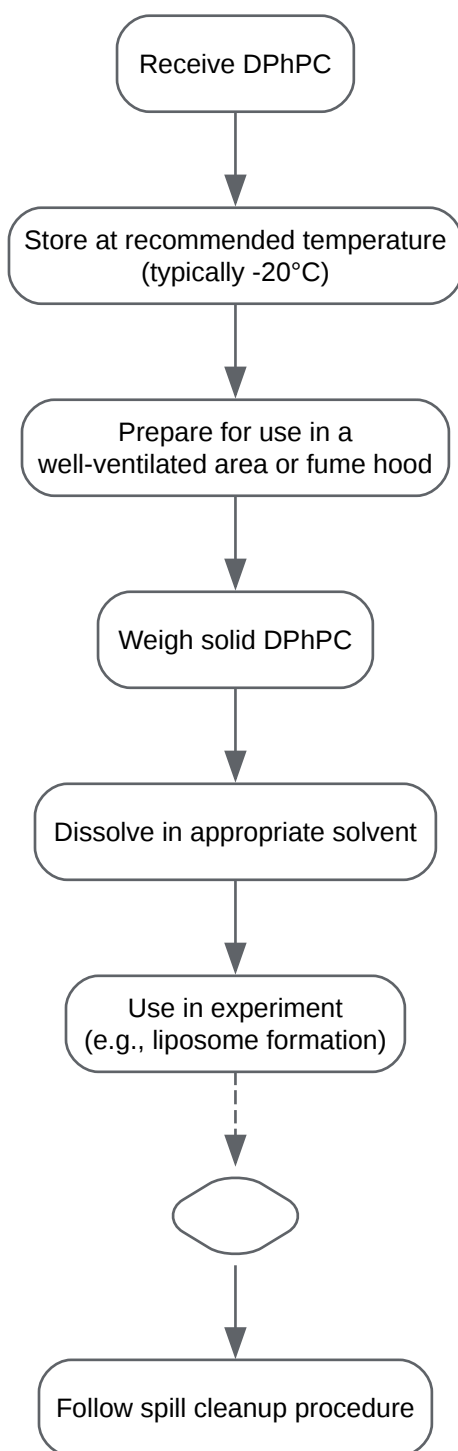 Receive DPhPC
Store at recommended temperature
(typically -20°C)
Prepare for use in a
well-ventilated area or fume hood
Weigh solid DPhPC
Dissolve in appropriate solvent
Use in experiment
(e.g., liposome formation)
Follow spill cleanup procedure